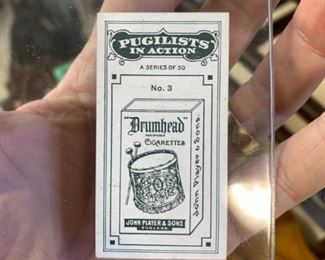 PUGILISTS
IN ACTION
A SERIES OF 50
No. 3
"Drumhead"
CIGARETTES
JOHN PLAYER & SONS
ENGLAND